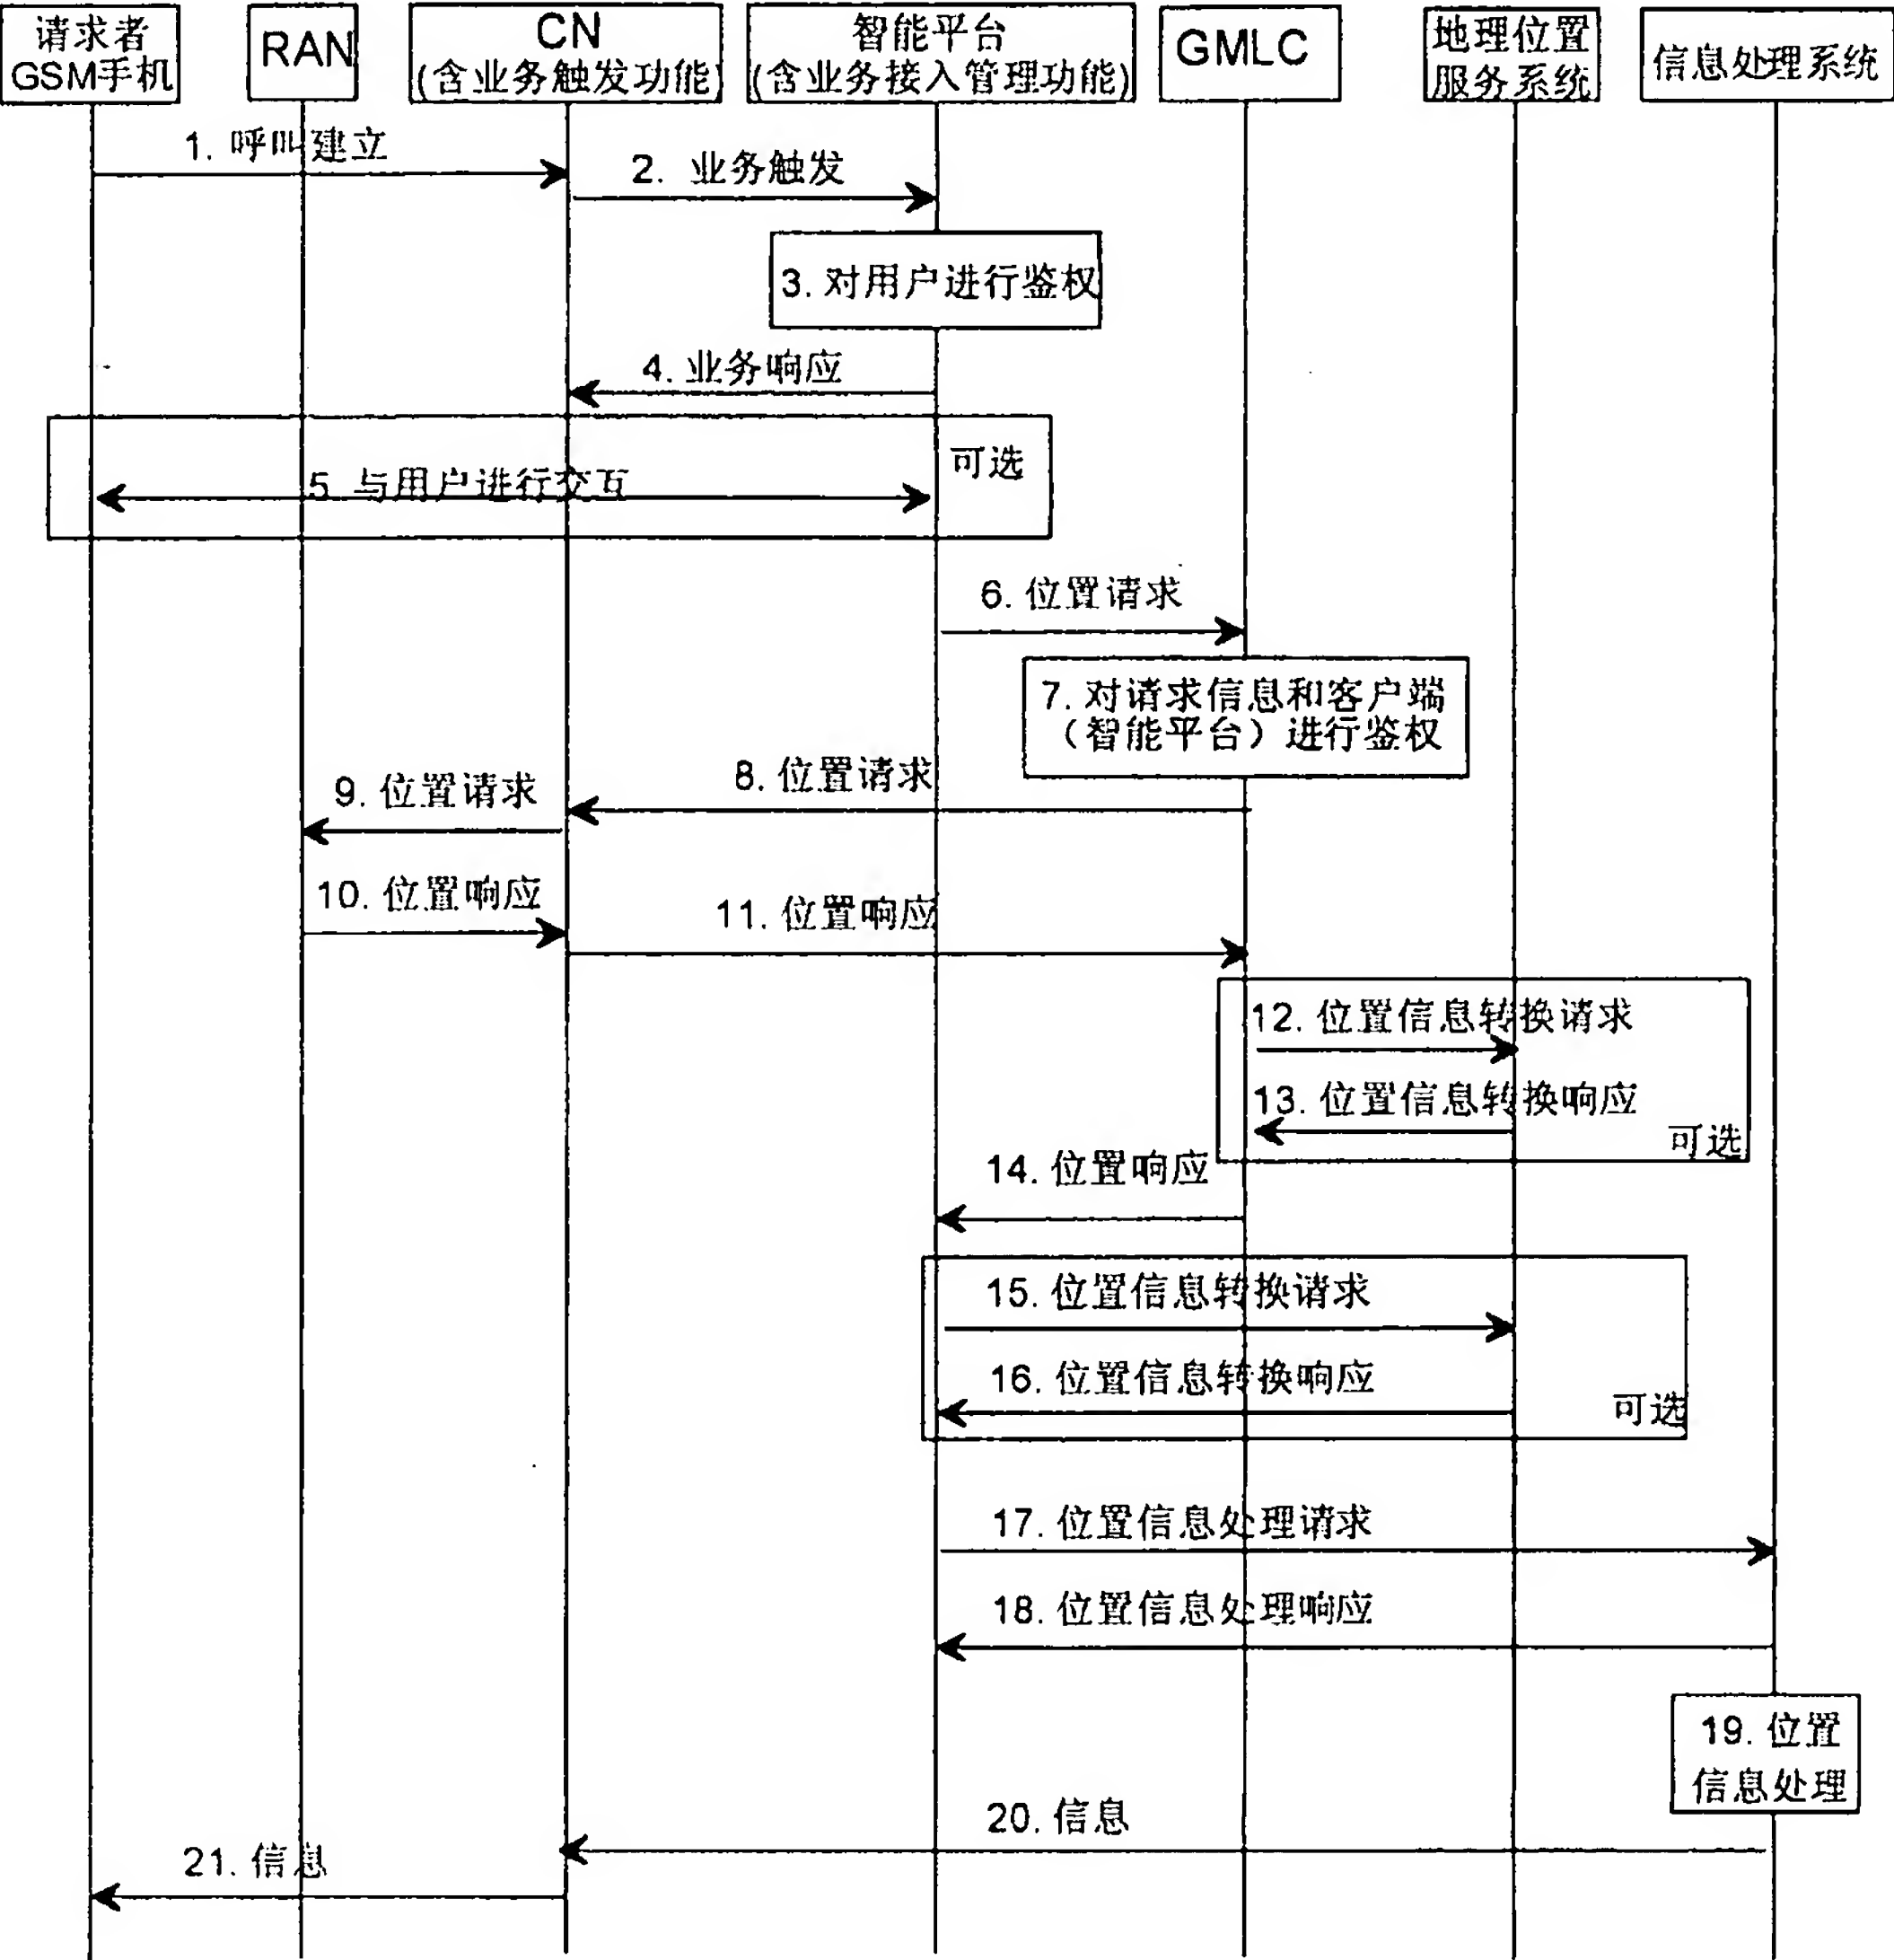 请求者
GSM手机
RAN
CN
(含业务触发功能)
智能平台
(含业务接入管理功能)
GMLC
地理位置
服务系统
信息处理系统
1. 呼叫建立
2. 业务触发
3. 对用户进行鉴权
4. 业务响应
可选
5. 与用户进行交互
6. 位置请求
7. 对请求信息和客户端
（智能平台）进行鉴权
8. 位置请求
9. 位置请求
10. 位置响应
11. 位置响应
12. 位置信息转换请求
13. 位置信息转换响应
可选
14. 位置响应
15. 位置信息转换请求
16. 位置信息转换响应
可选
17. 位置信息处理请求
18. 位置信息处理响应
19. 位置
信息处理
20. 信息
21. 信息